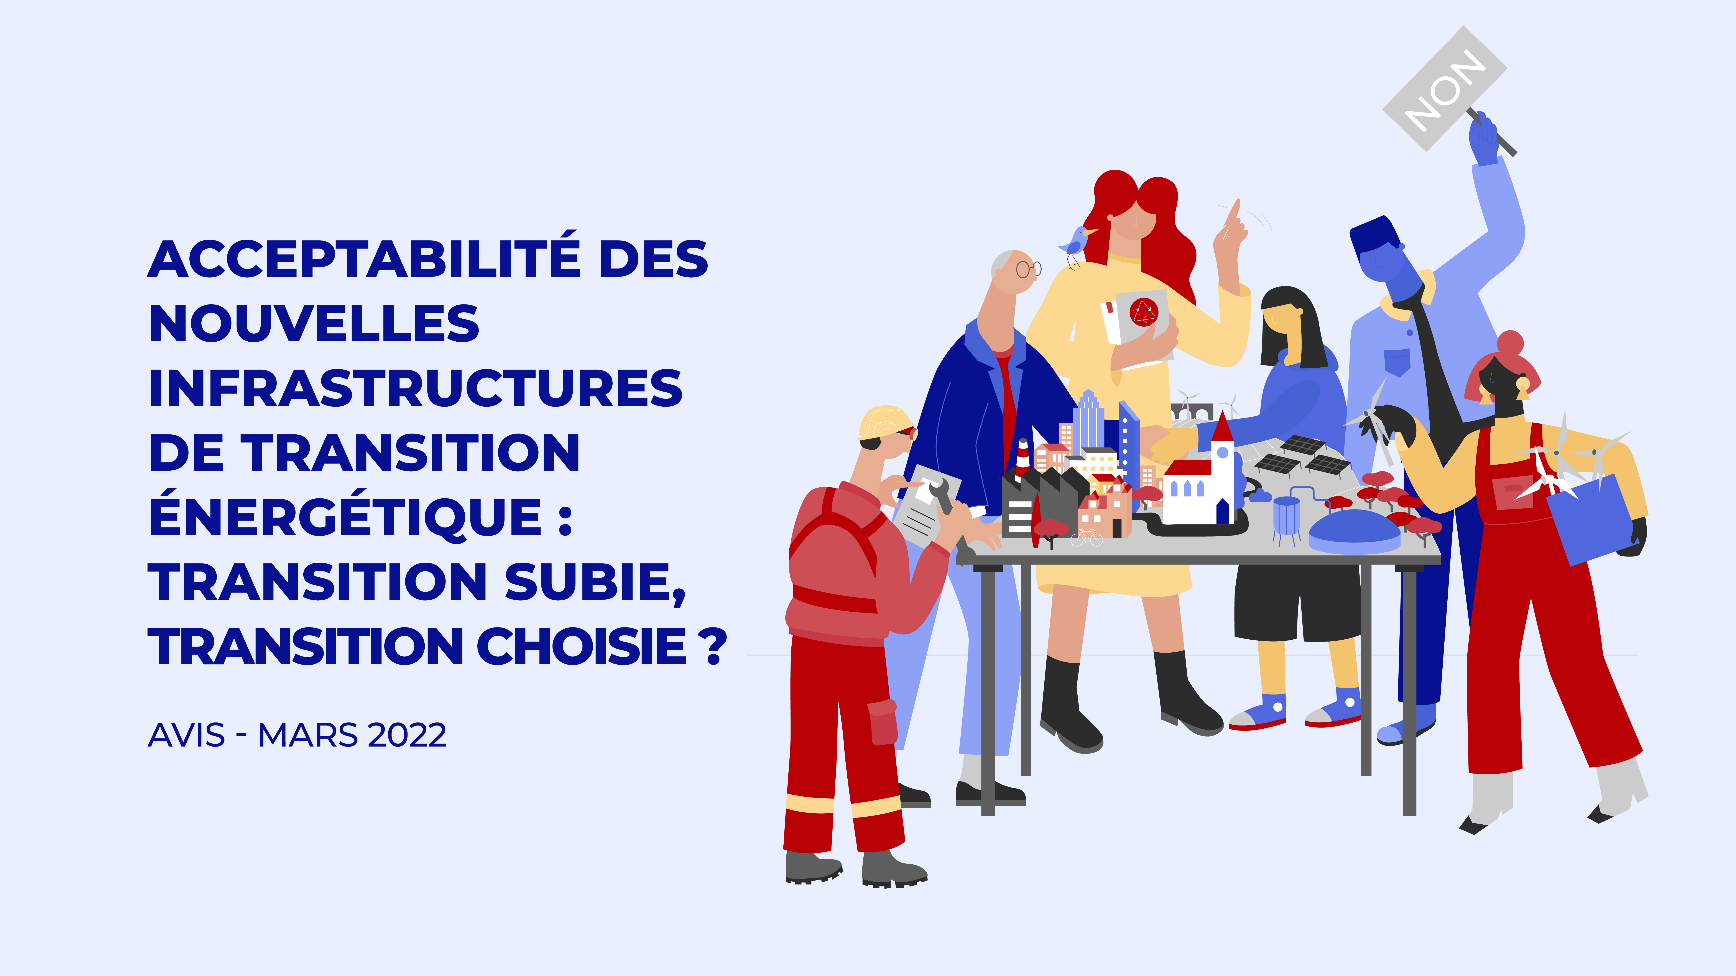 ACCEPTABILITÉ DES
NOUVELLES
INFRASTRUCTURES
DE TRANSITION
ÉNERGÉTIQUE :
TRANSITION SUBIE,
TRANSITION CHOISIE ?
AVIS - MARS 2022
NON